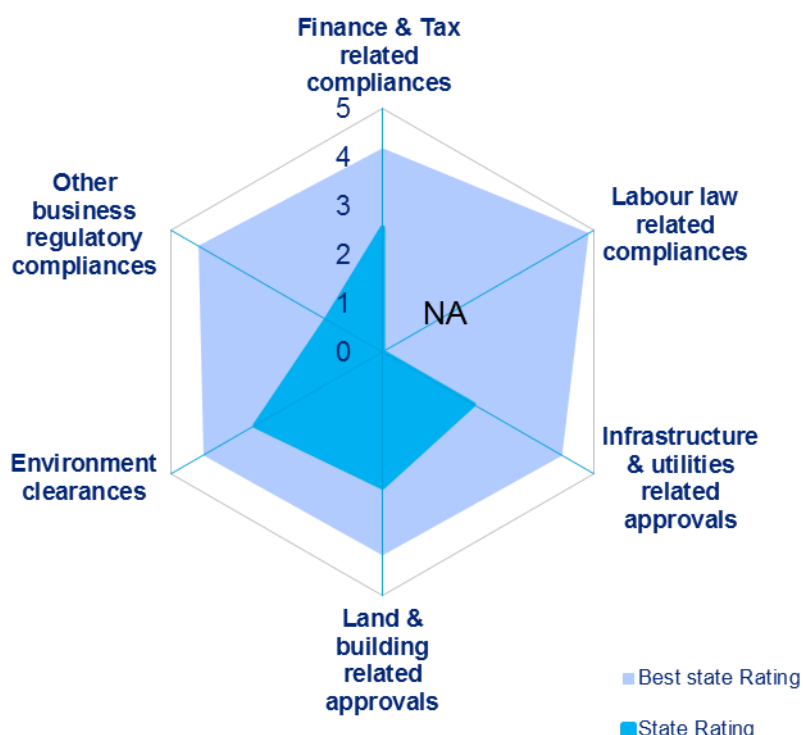 Finance & Tax
related
compliances
5
4
3
2
1
0
NA
Labour law
related
compliances
Infrastructure
& utilities
related
approvals
Land &
building
related
approvals
Environment
clearances
Other
business
regulatory
compliances
Best state Rating
State Rating